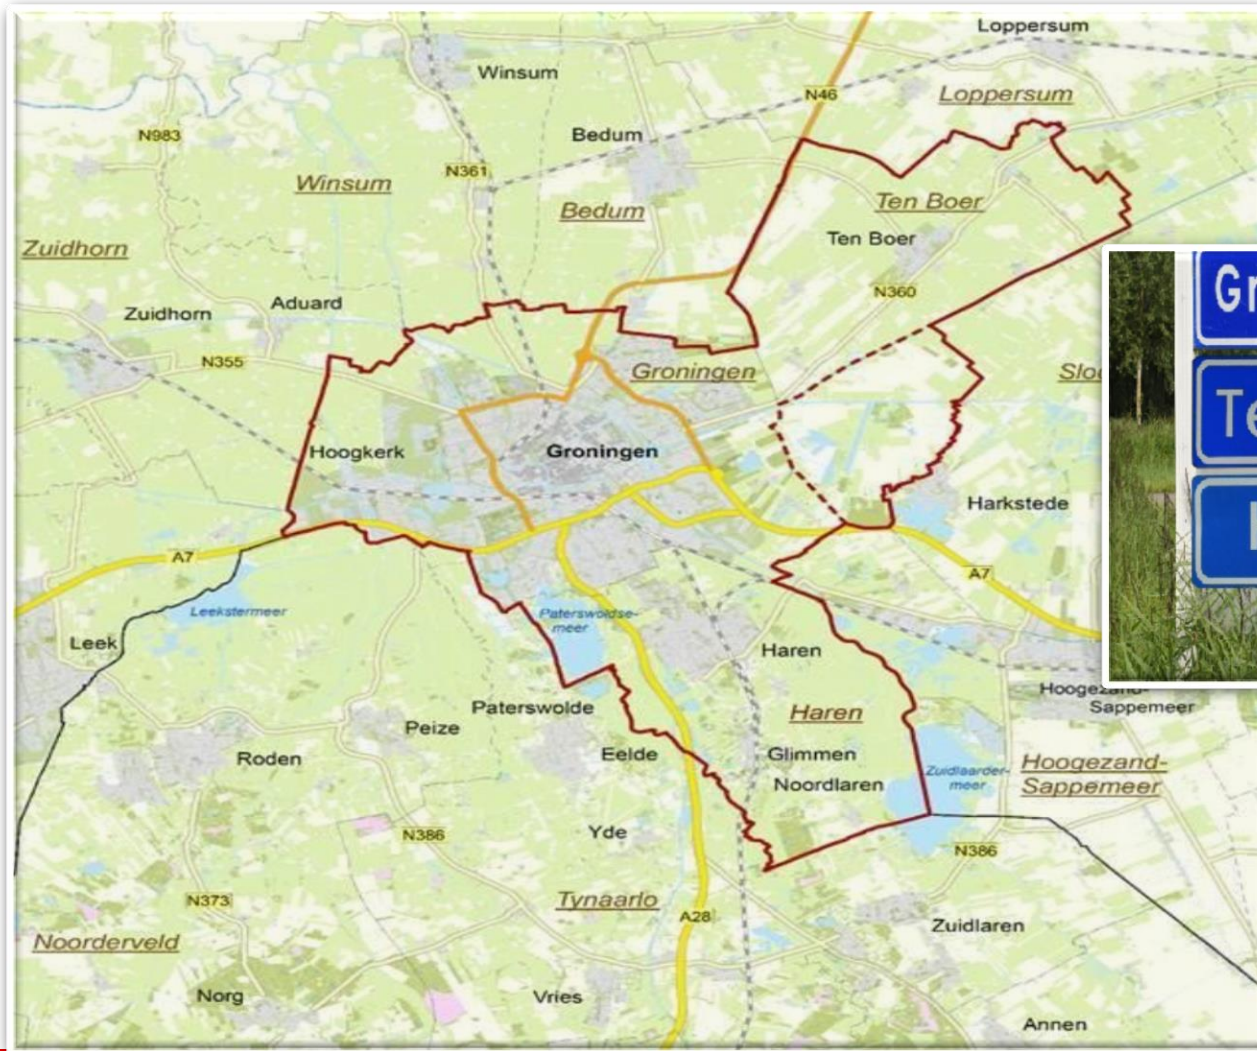 Loppersum
Winsum
N46
Loppersum
N983
Bedum
N361
Winsum
Ten Boer
Bedum
Ten Boer
Zuidhorn
N360
Aduard
Zuidhorn
N355
Groningen
Hoogkerk
Groningen
Harkstede
A7
A7
Leekstermeer
Paterswoldse-
meer
Leek
Haren
Hoogezand-
Sappemeer
Paterswolde
Haren
Peize
Roden
Eelde
Glimmen
Noordlaren
Zuidlaarder-
meer
Hoogezand-
Sappemeer
Yde
N386
N386
N373
Tynaarlo
A28
Zuidlaren
Noorderveld
Norg
Vries
Annen